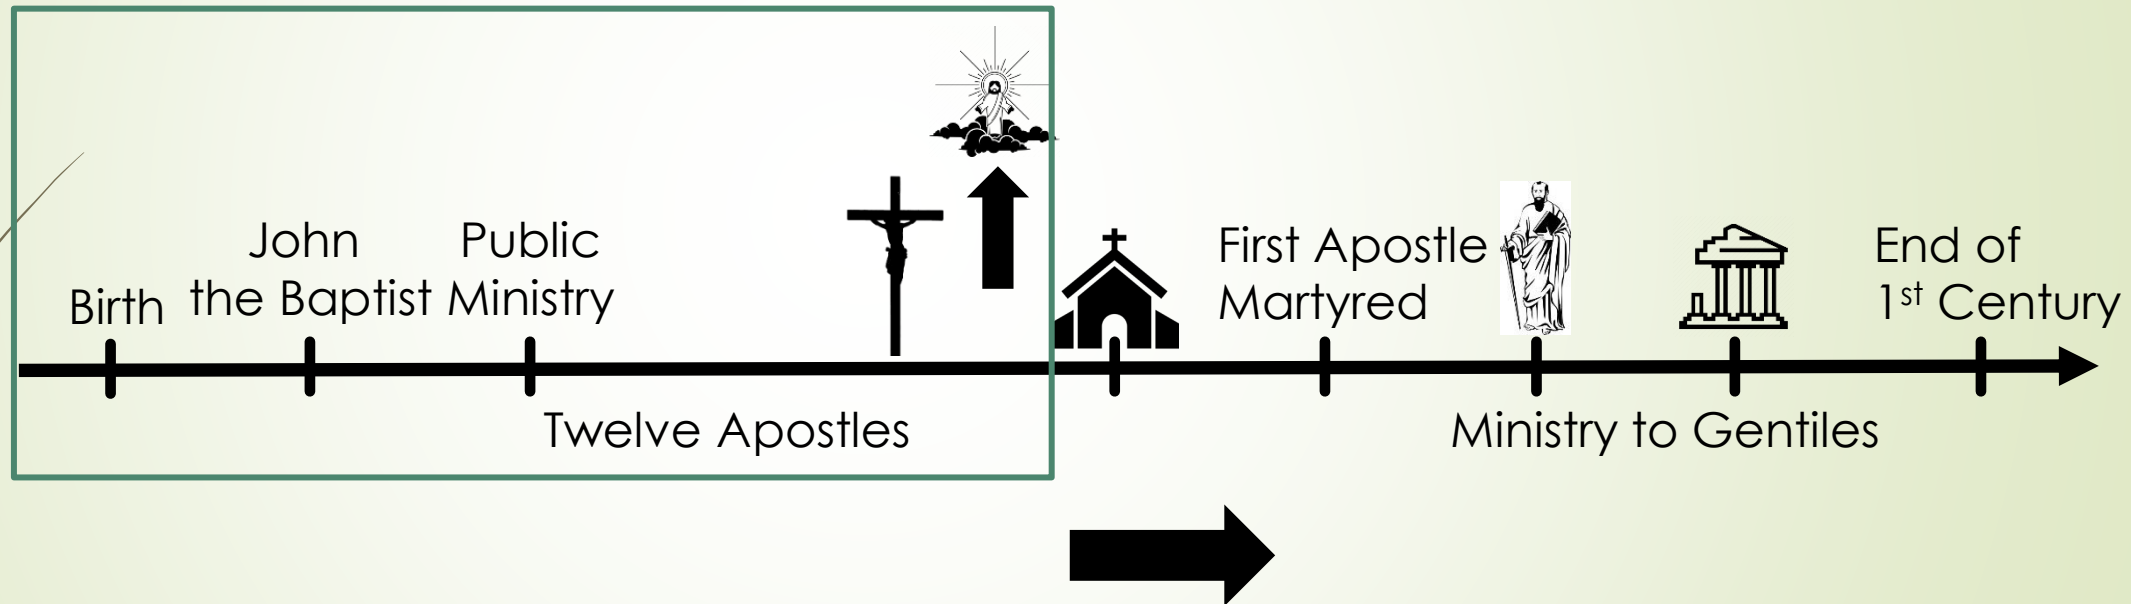 Birth
John
the Baptist
Public
Ministry
Twelve Apostles
First Apostle
Martyred
Ministry to Gentiles
End of
1st Century